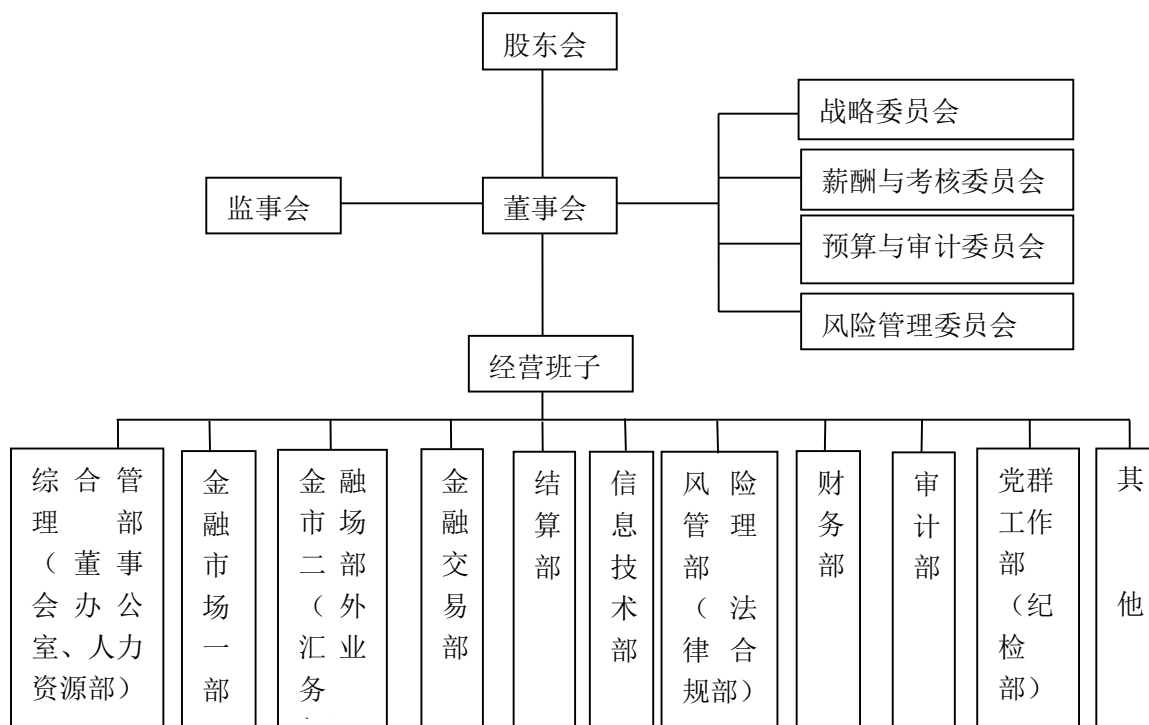 股东会
战略委员会
薪酬与考核委员会
监事会
董事会
预算与审计委员会
风险管理委员会
经营班子
综合管
理部
（董事
会办公
室、人力
资源部）
金
融
市
场
一
部
金融
市场
二部
（外
汇业
务
金
融
交
易
部
结
算
部
信
息
技
术
部
风险
管理
部
（法
律合
规部）
财
务
部
审
计
部
党群
工作
部
（纪
检
部）
其
他